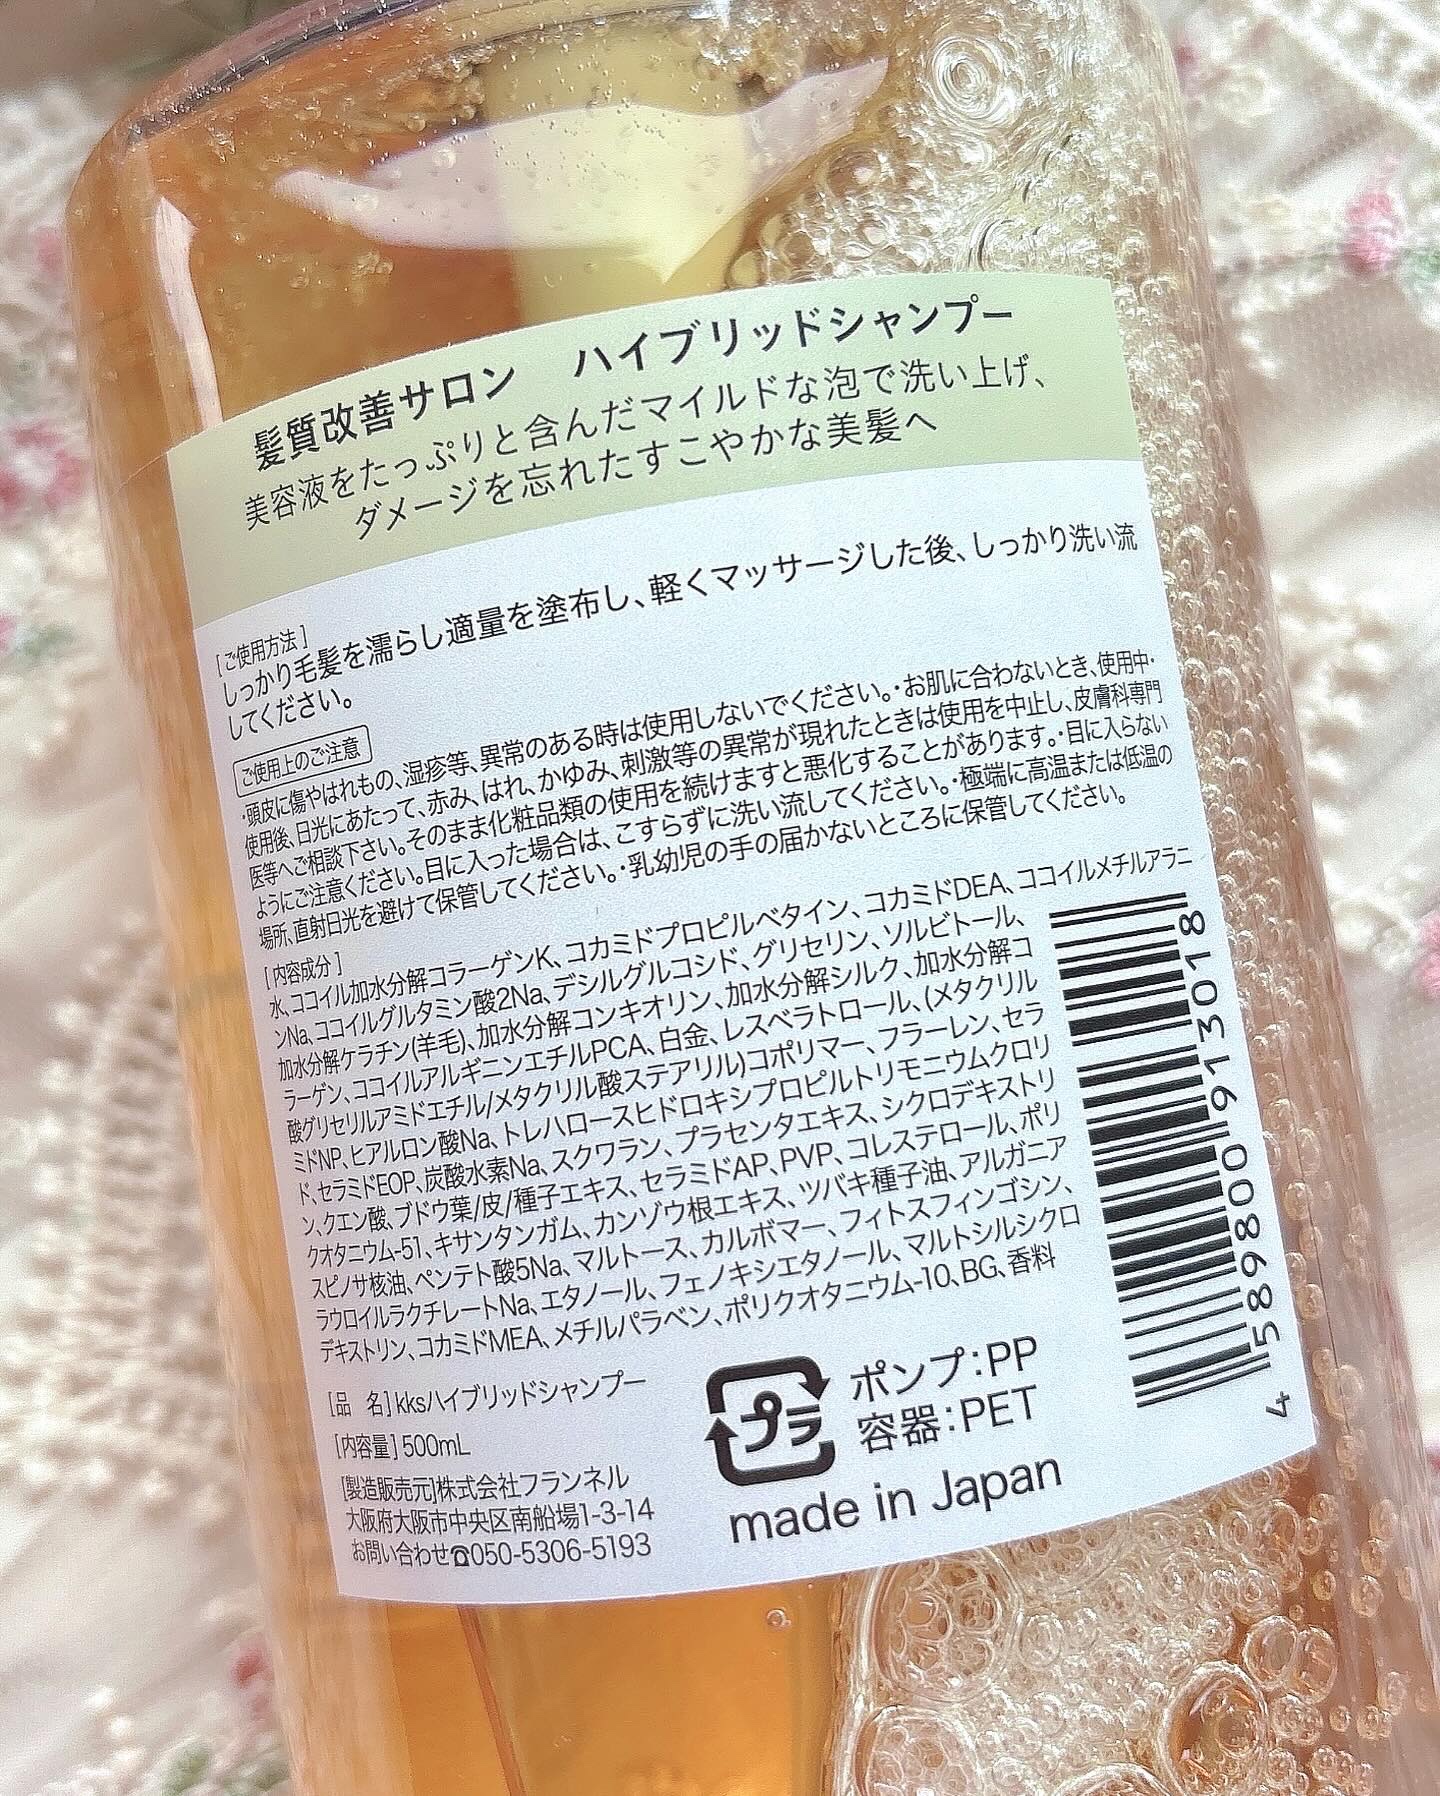 髪質改善サロン　ハイブリッドシャンプー
美容液をたっぷりと含んだマイルドな泡で洗い上げ、
ダメージを忘れたすこやかな美髪へ
[ご使用方法]
しっかり毛髪を濡らし適量を塗布し、軽くマッサージした後、しっかり洗い流
してください。
ご使用上のご注意
・頭皮に傷やはれもの、湿疹等、異常のある時は使用しないでください。・お肌に合わないとき、使用中・
使用後、日光にあたって、赤み、はれ、かゆみ、刺激等の異常が現れたときは使用を中止し、皮膚科専門
医等へご相談下さい。そのまま化粧品類の使用を続けますと悪化することがあります。・目に入らない
ようにご注意ください。目に入った場合は、こすらずに洗い流してください。・極端に高温または低温の
場所、直射日光を避けて保管してください。・乳幼児の手の届かないところに保管してください。
[内容成分]
水、ココイル加水分解コラーゲンK、コカミドプロピルベタイン、コカミドDEA、ココイルメチルアラニ
ンNa、ココイルグルタミン酸2Na、デシルグルコシド、グリセリン、ソルビトール、
加水分解ケラチン(羊毛)、加水分解コンキオリン、加水分解シルク、加水分解コ
ラーゲン、ココイルアルギニンエチルPCA、白金、レスベラトロール、(メタクリル
酸グリセリルアミドエチル/メタクリル酸ステアリル)コポリマー、フラーレン、セラ
ミドNP、ヒアルロン酸Na、トレハロースヒドロキシプロピルトリモニウムクロリ
ド、セラミドEOP、炭酸水素Na、スクワラン、プラセンタエキス、シクロデキストリ
ン、クエン酸、ブドウ葉/皮/種子エキス、セラミドAP、PVP、コレステロール、ポリ
クオタニウム-51、キサンタンガム、カンゾウ根エキス、ツバキ種子油、アルガニア
スピノサ核油、ペンテト酸5Na、マルトース、カルボマー、フィトスフィンゴシン、
ラウロイルラクチレートNa、エタノール、フェノキシエタノール、マルトシルシクロ
デキストリン、コカミドMEA、メチルパラベン、ポリクオタニウム-10、BG、香料
[品　名]kksハイブリッドシャンプー
[内容量]500mL
[製造販売元]株式会社フランネル
大阪府大阪市中央区南船場1-3-14
お問い合わせ☎050-5306-5193
プラ
ポンプ:PP
容器:PET
made in Japan
4 589800 913018